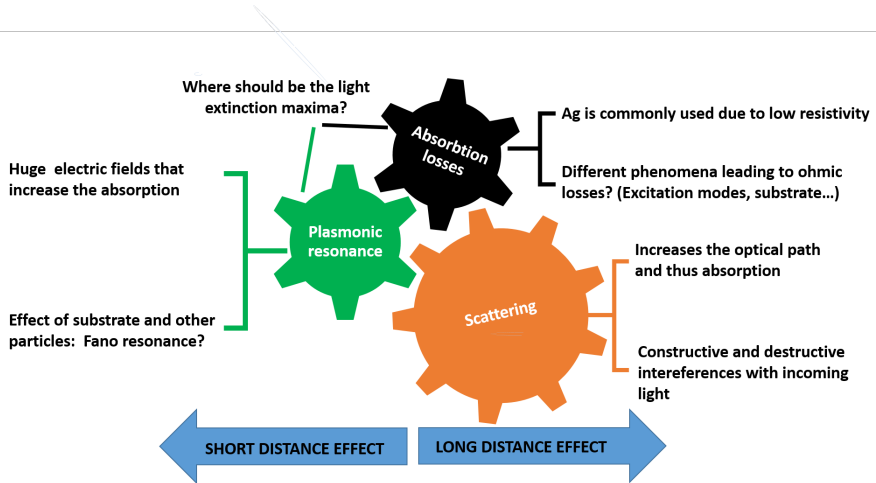 Where should be the light
extinction maxima?
Absorbtion
losses
Ag is commonly used due to low resistivity
Different phenomena leading to ohmic
losses? (Excitation modes, substrate...)
Huge electric fields that
increase the absorption
Plasmonic
resonance
Effect of substrate and other
particles: Fano resonance?
Scattering
Increases the optical path
and thus absorption
Constructive and destructive
intereferences with incoming
light
SHORT DISTANCE EFFECT
LONG DISTANCE EFFECT